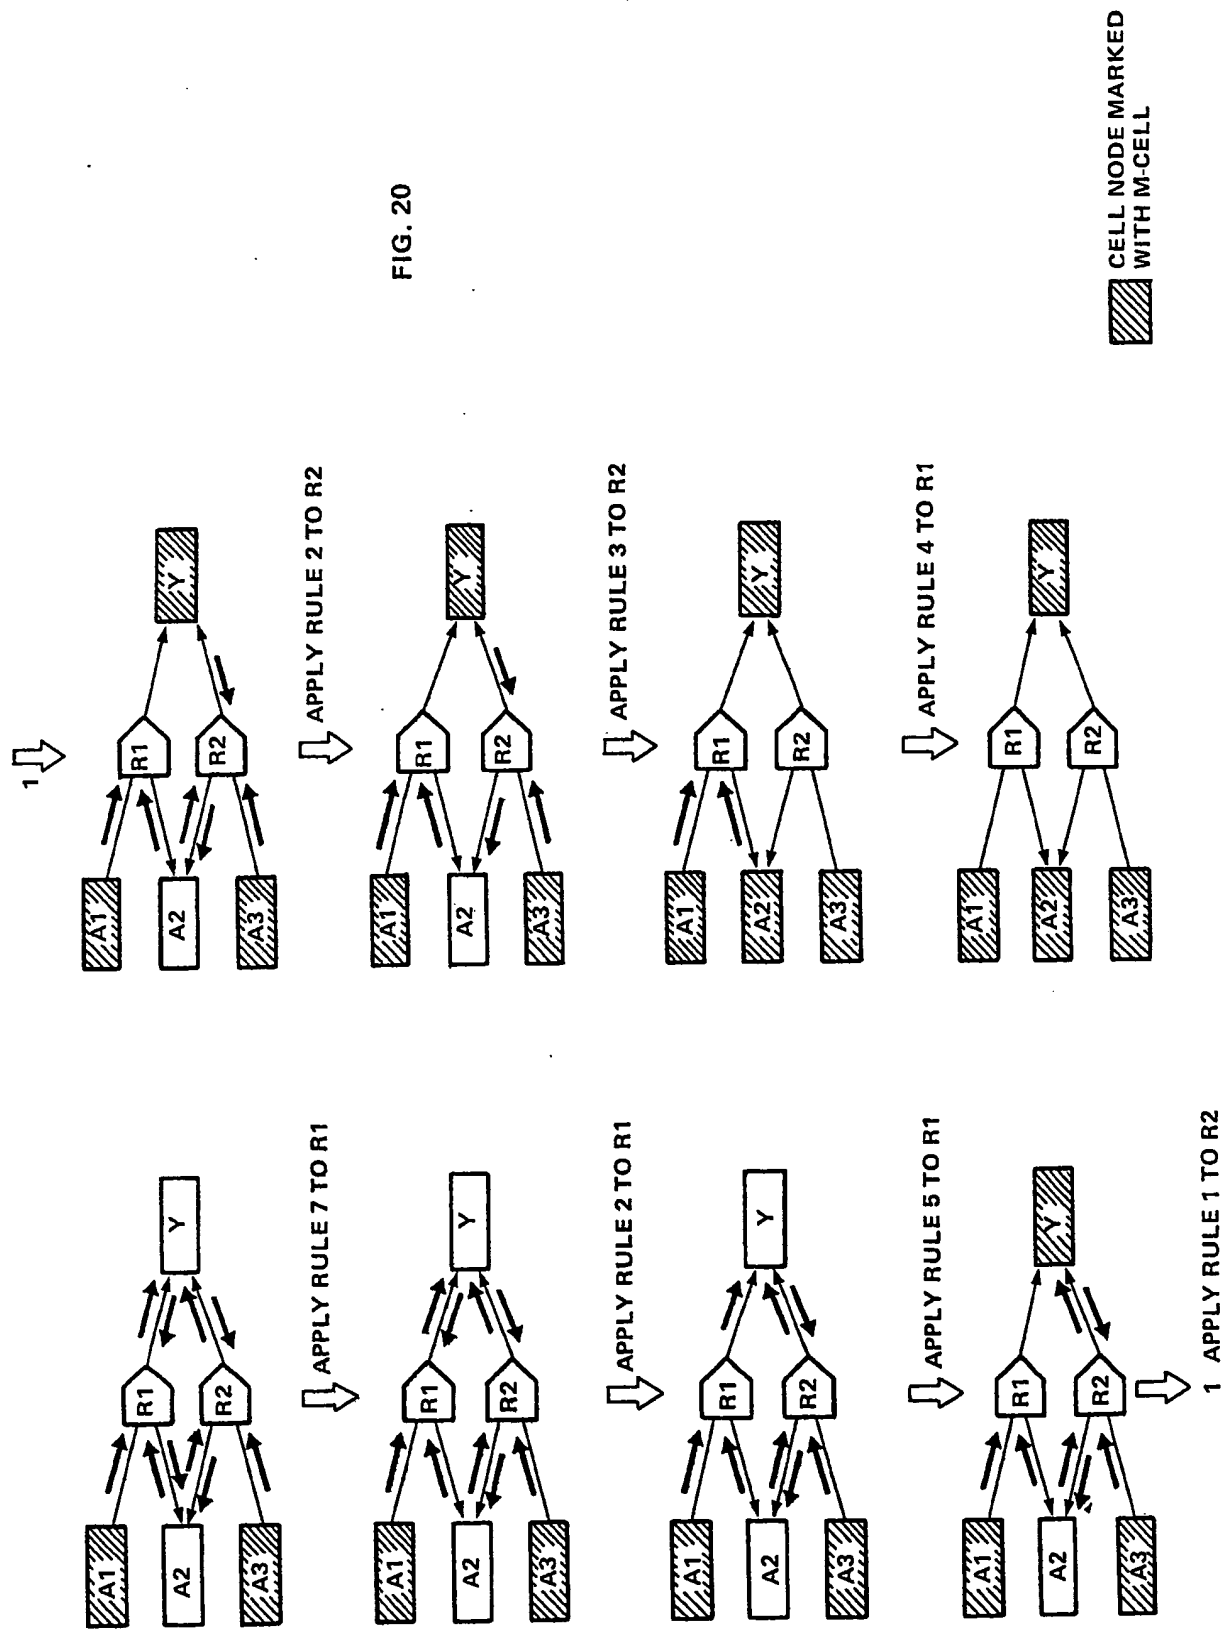 A1
A2
A3
R1
R2
Y
APPLY RULE 7 TO R1
A1
A2
A3
R1
R2
Y
APPLY RULE 2 TO R1
A1
A2
A3
R1
R2
Y
APPLY RULE 5 TO R1
A1
A2
A3
R1
R2
Y
1 APPLY RULE 1 TO R2
1
A1
A2
A3
R1
R2
Y
APPLY RULE 2 TO R2
A1
A2
A3
R1
R2
Y
APPLY RULE 3 TO R2
A1
A2
A3
R1
R2
Y
APPLY RULE 4 TO R1
A1
A2
A3
R1
R2
Y
FIG. 20
CELL NODE MARKED
WITH M-CELL